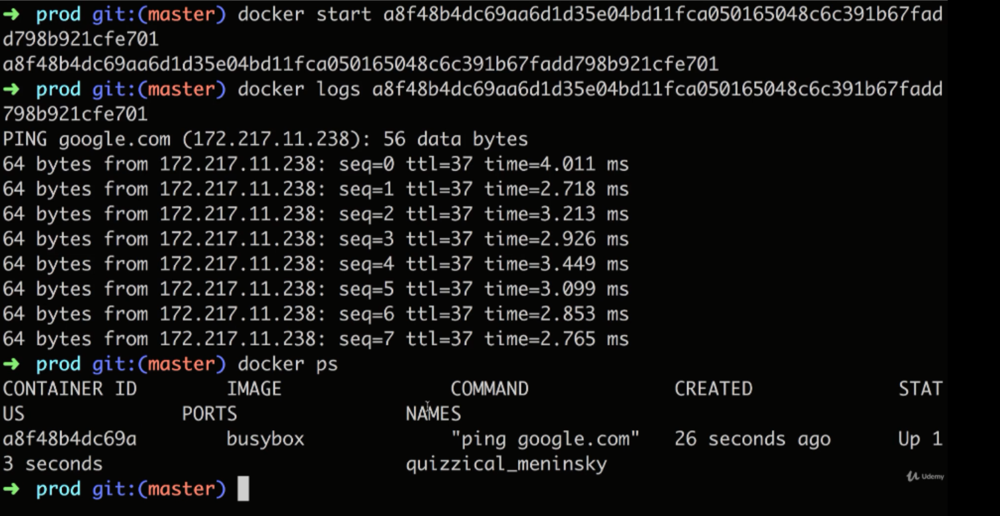 ➜ prod git:(master) docker start a8f48b4dc69aa6d1d35e04bd11fca050165048c6c391b67fad
d798b921cfe701
a8f48b4dc69aa6d1d35e04bd11fca050165048c6c391b67fadd798b921cfe701
➜ prod git:(master) docker logs a8f48b4dc69aa6d1d35e04bd11fca050165048c6c391b67fadd
798b921cfe701
PING google.com (172.217.11.238): 56 data bytes
64 bytes from 172.217.11.238: seq=0 ttl=37 time=4.011 ms
64 bytes from 172.217.11.238: seq=1 ttl=37 time=2.718 ms
64 bytes from 172.217.11.238: seq=2 ttl=37 time=3.213 ms
64 bytes from 172.217.11.238: seq=3 ttl=37 time=2.926 ms
64 bytes from 172.217.11.238: seq=4 ttl=37 time=3.449 ms
64 bytes from 172.217.11.238: seq=5 ttl=37 time=3.099 ms
64 bytes from 172.217.11.238: seq=6 ttl=37 time=2.853 ms
64 bytes from 172.217.11.238: seq=7 ttl=37 time=2.765 ms
➜ prod git:(master) docker ps
CONTAINER ID        IMAGE               COMMAND             CREATED             STAT
US              PORTS               NAMES
a8f48b4dc69a        busybox             "ping google.com"   26 seconds ago      Up 1
3 seconds                           quizzical_meninsky
➜ prod git:(master)
Udemy